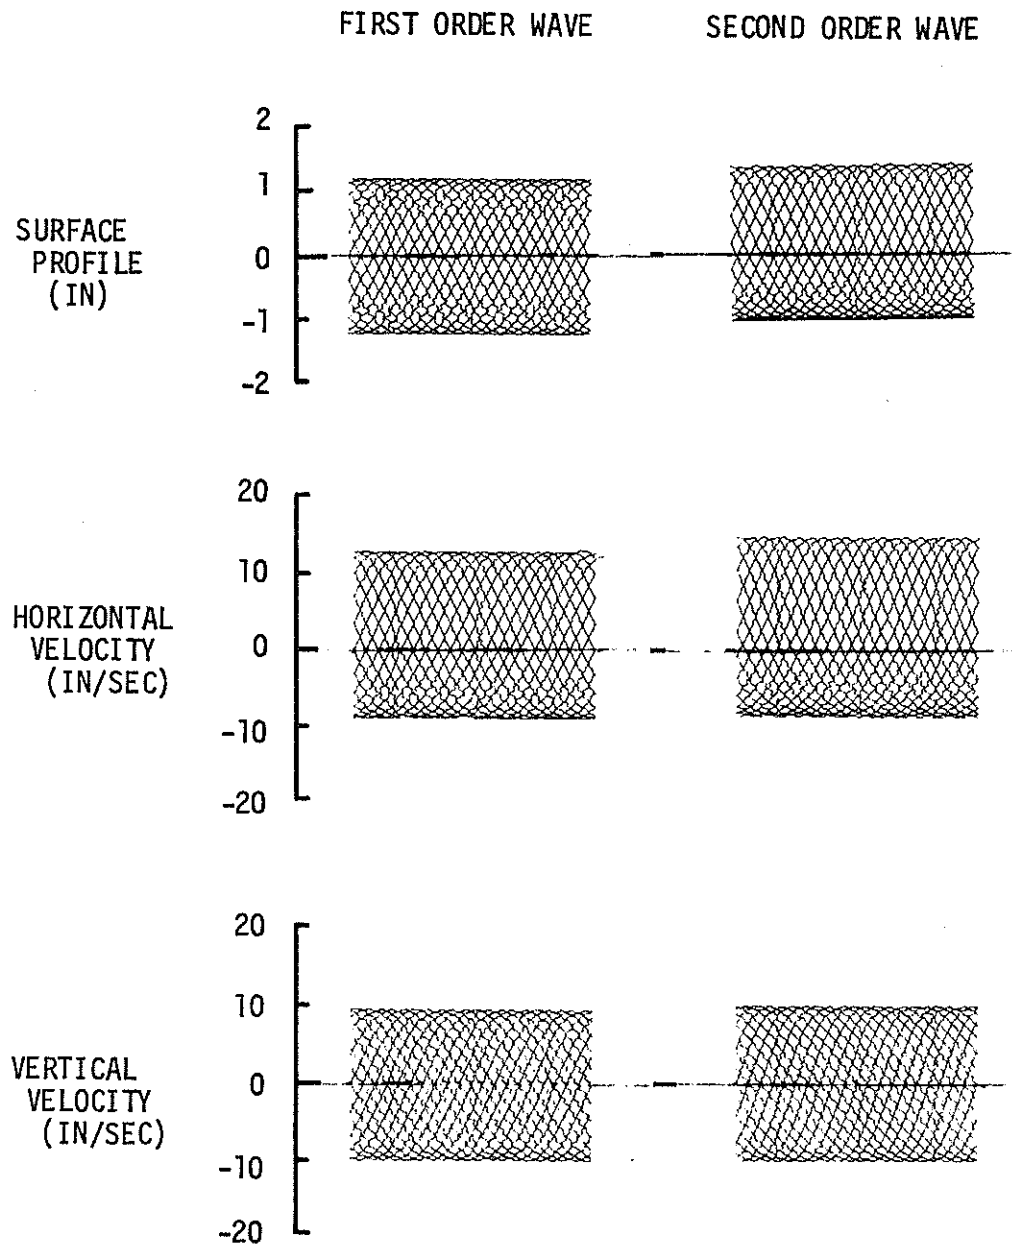 FIRST ORDER WAVE
SECOND ORDER WAVE
2
1
SURFACE
PROFILE
(IN)
0
-1
-2
20
10
HORIZONTAL
VELOCITY
(IN/SEC)
0
-10
-20
20
10
VERTICAL
VELOCITY
(IN/SEC)
0
-10
-20